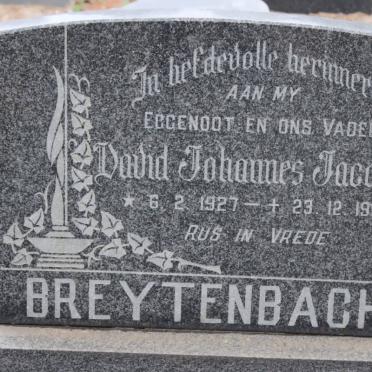 In liefdevolle herinner
AAN MY
EGGENOOT EN ONS VADER
David Johannes Jaco
* 6. 2. 1927 – + 23. 12. 19
RUS IN VREDE
BREYTENBACH